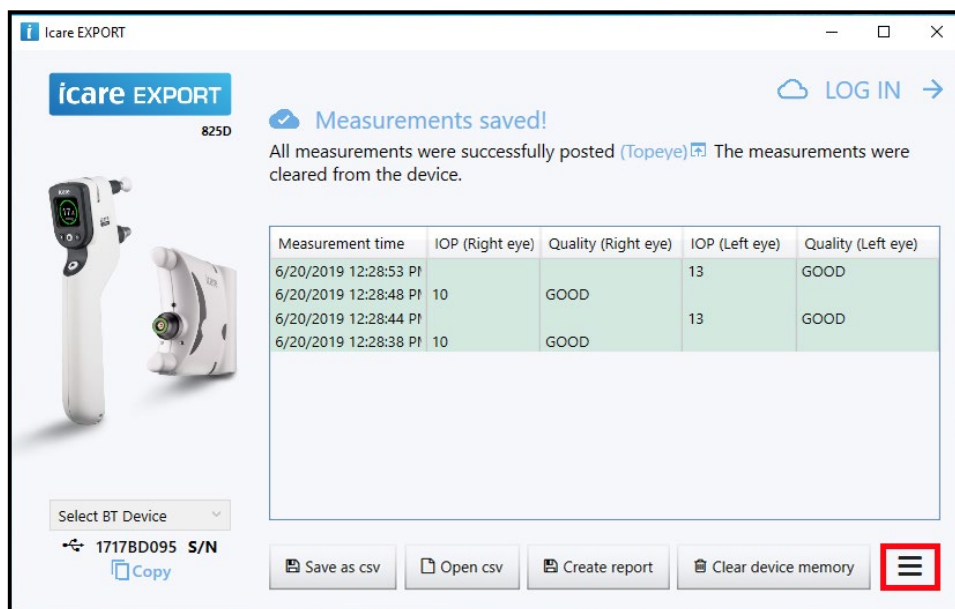 Icare EXPORT
icare EXPORT
825D
LOG IN
Measurements saved!
All measurements were successfully posted (Topeye) The measurements were
cleared from the device.
Measurement time IOP (Right eye) Quality (Right eye) IOP (Left eye) Quality (Left eye)
6/20/2019 12:28:53 PM 13 GOOD
6/20/2019 12:28:48 PM 10 GOOD
6/20/2019 12:28:44 PM 13 GOOD
6/20/2019 12:28:38 PM 10 GOOD
Select BT Device
1717BD095 S/N
Copy
Save as csv Open csv Create report Clear device memory